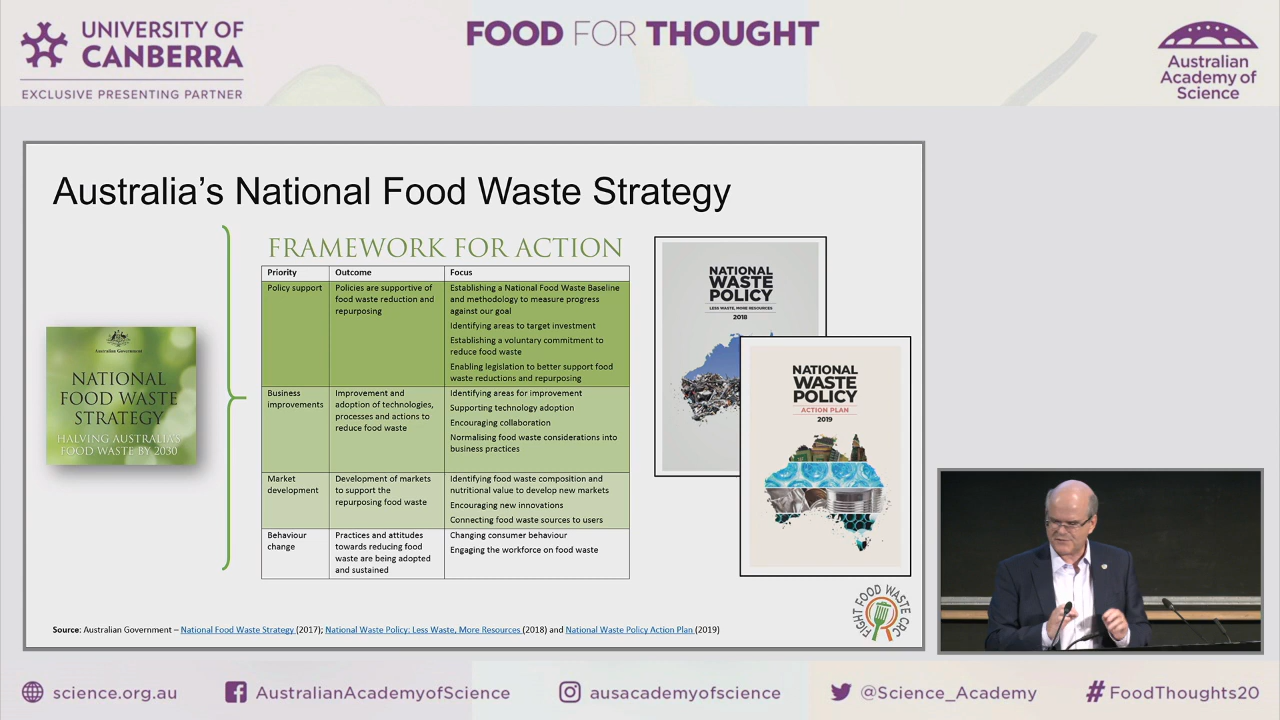 UNIVERSITY OF
CANBERRA
EXCLUSIVE PRESENTING PARTNER
FOOD FOR THOUGHT
Australian
Academy of
Science
Australia's National Food Waste Strategy
Australian Government
NATIONAL
FOOD WASTE
STRATEGY
HALVING AUSTRALIA'S
FOOD WASTE BY 2030
FRAMEWORK FOR ACTION
Priority Outcome Focus
Policy support
Policies are supportive of
food waste reduction and
repurposing
Establishing a National Food Waste Baseline
and methodology to measure progress
against our goal
Identifying areas to target investment
Establishing a voluntary commitment to
reduce food waste
Enabling legislation to better support food
waste reductions and repurposing
Business
improvements
Improvement and
adoption of technologies,
processes and actions to
reduce food waste
Identifying areas for improvement
Supporting technology adoption
Encouraging collaboration
Normalising food waste considerations into
business practices
Market
development
Development of markets
to support the
repurposing food waste
Identifying food waste composition and
nutritional value to develop new markets
Encouraging new innovations
Connecting food waste sources to users
Behaviour
change
Practices and attitudes
towards reducing food
waste are being adopted
and sustained
Changing consumer behaviour
Engaging the workforce on food waste
NATIONAL
WASTE
POLICY
LESS WASTE, MORE RESOURCES
2018
NATIONAL
WASTE
POLICY
ACTION PLAN
2019
FIGHT FOOD WASTE CRC
Source: Australian Government – National Food Waste Strategy (2017); National Waste Policy: Less Waste, More Resources (2018) and National Waste Policy Action Plan (2019)
science.org.au
AustralianAcademyofScience
ausacademyofscience
@Science_Academy
#FoodThoughts20